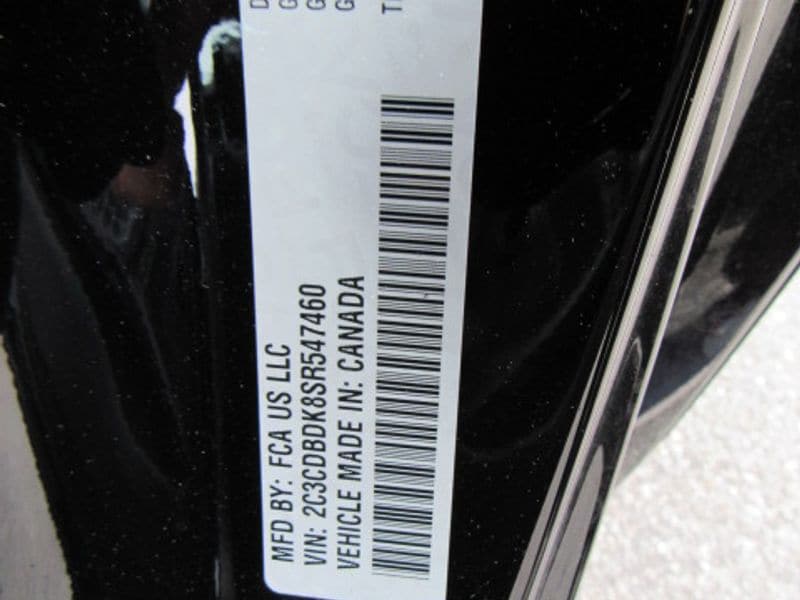 MFD BY: FCA US LLC
VIN: 2C3CDBDK8SR547460
VEHICLE MADE IN: CANADA